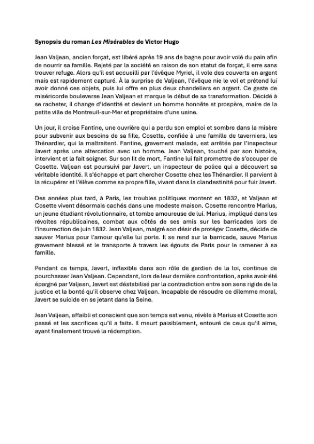 Synopsis du roman Les Misérables de Victor Hugo
Jean Valjean, ancien forçat, est libéré après 19 ans de bagne pour avoir volé du pain afin
de nourrir sa famille. Rejeté par la société en raison de son statut de forçat, il erre sans
trouver refuge. Alors qu'il est accueilli par l'évêque Myriel, il vole des couverts en argent
mais est rapidement capturé. À la surprise de Valjean, l'évêque nie le vol et prétend lui
avoir donné ces objets, puis lui offre en plus deux chandeliers en argent. Ce geste de
miséricorde bouleverse Jean Valjean et marque le début de sa transformation. Décidé à
se racheter, il change d'identité et devient un homme honnête et prospère, maire de la
petite ville de Montreuil-sur-Mer et propriétaire d'une usine.
Un jour, il croise Fantine, une ouvrière qui a perdu son emploi et sombre dans la misère
pour subvenir aux besoins de sa fille, Cosette, confiée à une famille de taverniers, les
Thénardier, qui la maltraitent. Fantine, gravement malade, est arrêtée par l'inspecteur
Javert après une altercation avec un homme. Jean Valjean, touché par son histoire,
intervient et la fait soigner. Sur son lit de mort, Fantine lui fait promettre de s'occuper de
Cosette. Valjean est poursuivi par Javert, un inspecteur de police qui a découvert sa
véritable identité. Il s'échappe et part chercher Cosette chez les Thénardier. Il parvient à
la récupérer et l'élève comme sa propre fille, vivant dans la clandestinité pour fuir Javert.
Des années plus tard, à Paris, les troubles politiques montent en 1832, et Valjean et
Cosette vivent désormais cachés dans une modeste maison. Cosette rencontre Marius,
un jeune étudiant révolutionnaire, et tombe amoureuse de lui. Marius, impliqué dans les
révoltes républicaines, combat aux côtés de ses amis sur les barricades lors de
l'insurrection de juin 1832. Jean Valjean, malgré son désir de protéger Cosette, décide de
sauver Marius pour l'amour qu'elle lui porte. Il se rend sur la barricade, sauve Marius
gravement blessé et le transporte à travers les égouts de Paris pour le ramener à sa
famille.
Pendant ce temps, Javert, inflexible dans son rôle de gardien de la loi, continue de
pourchasser Jean Valjean. Cependant, lors de leur dernière confrontation, après avoir été
épargné par Valjean, Javert est déstabilisé par la contradiction entre son sens rigide de la
justice et la bonté qu'il observe chez Valjean. Incapable de résoudre ce dilemme moral,
Javert se suicide en se jetant dans la Seine.
Jean Valjean, affaibli et conscient que son temps est venu, révèle à Marius et Cosette son
passé et les sacrifices qu'il a faits. Il meurt paisiblement, entouré de ceux qu'il aime,
ayant finalement trouvé la rédemption.